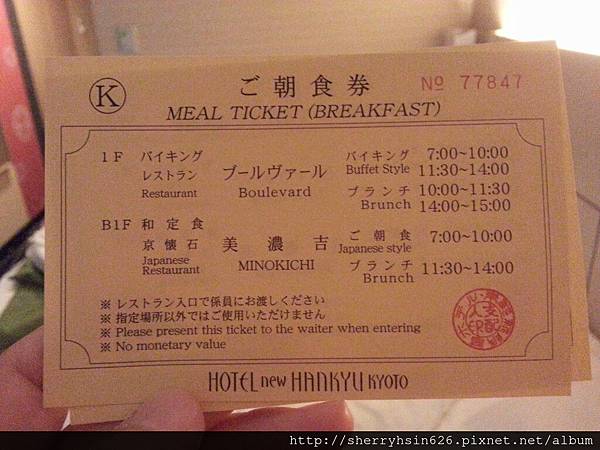 K
ご朝食券
No 77847
MEAL TICKET (BREAKFAST)
1F バイキング レストラン Restaurant
ブールヴァール
Boulevard
バイキング 7:00~10:00
Buffet Style 11:30~14:00
ブランチ 10:00~11:30
Brunch 14:00~15:00
B1F 和定食
京懐石
Japanese
Restaurant
美濃吉
MINOKICHI
ご朝食 7:00~10:00
Japanese style
ブランチ 11:30~14:00
Brunch
※ レストラン入口で係員にお渡しください
※ 指定場所以外ではご使用いただけません
※ Please present this ticket to the waiter when entering
※ No monetary value
HOTEL new HANKYU KYOTO
http://sherryhsin626.pixnet.net/album